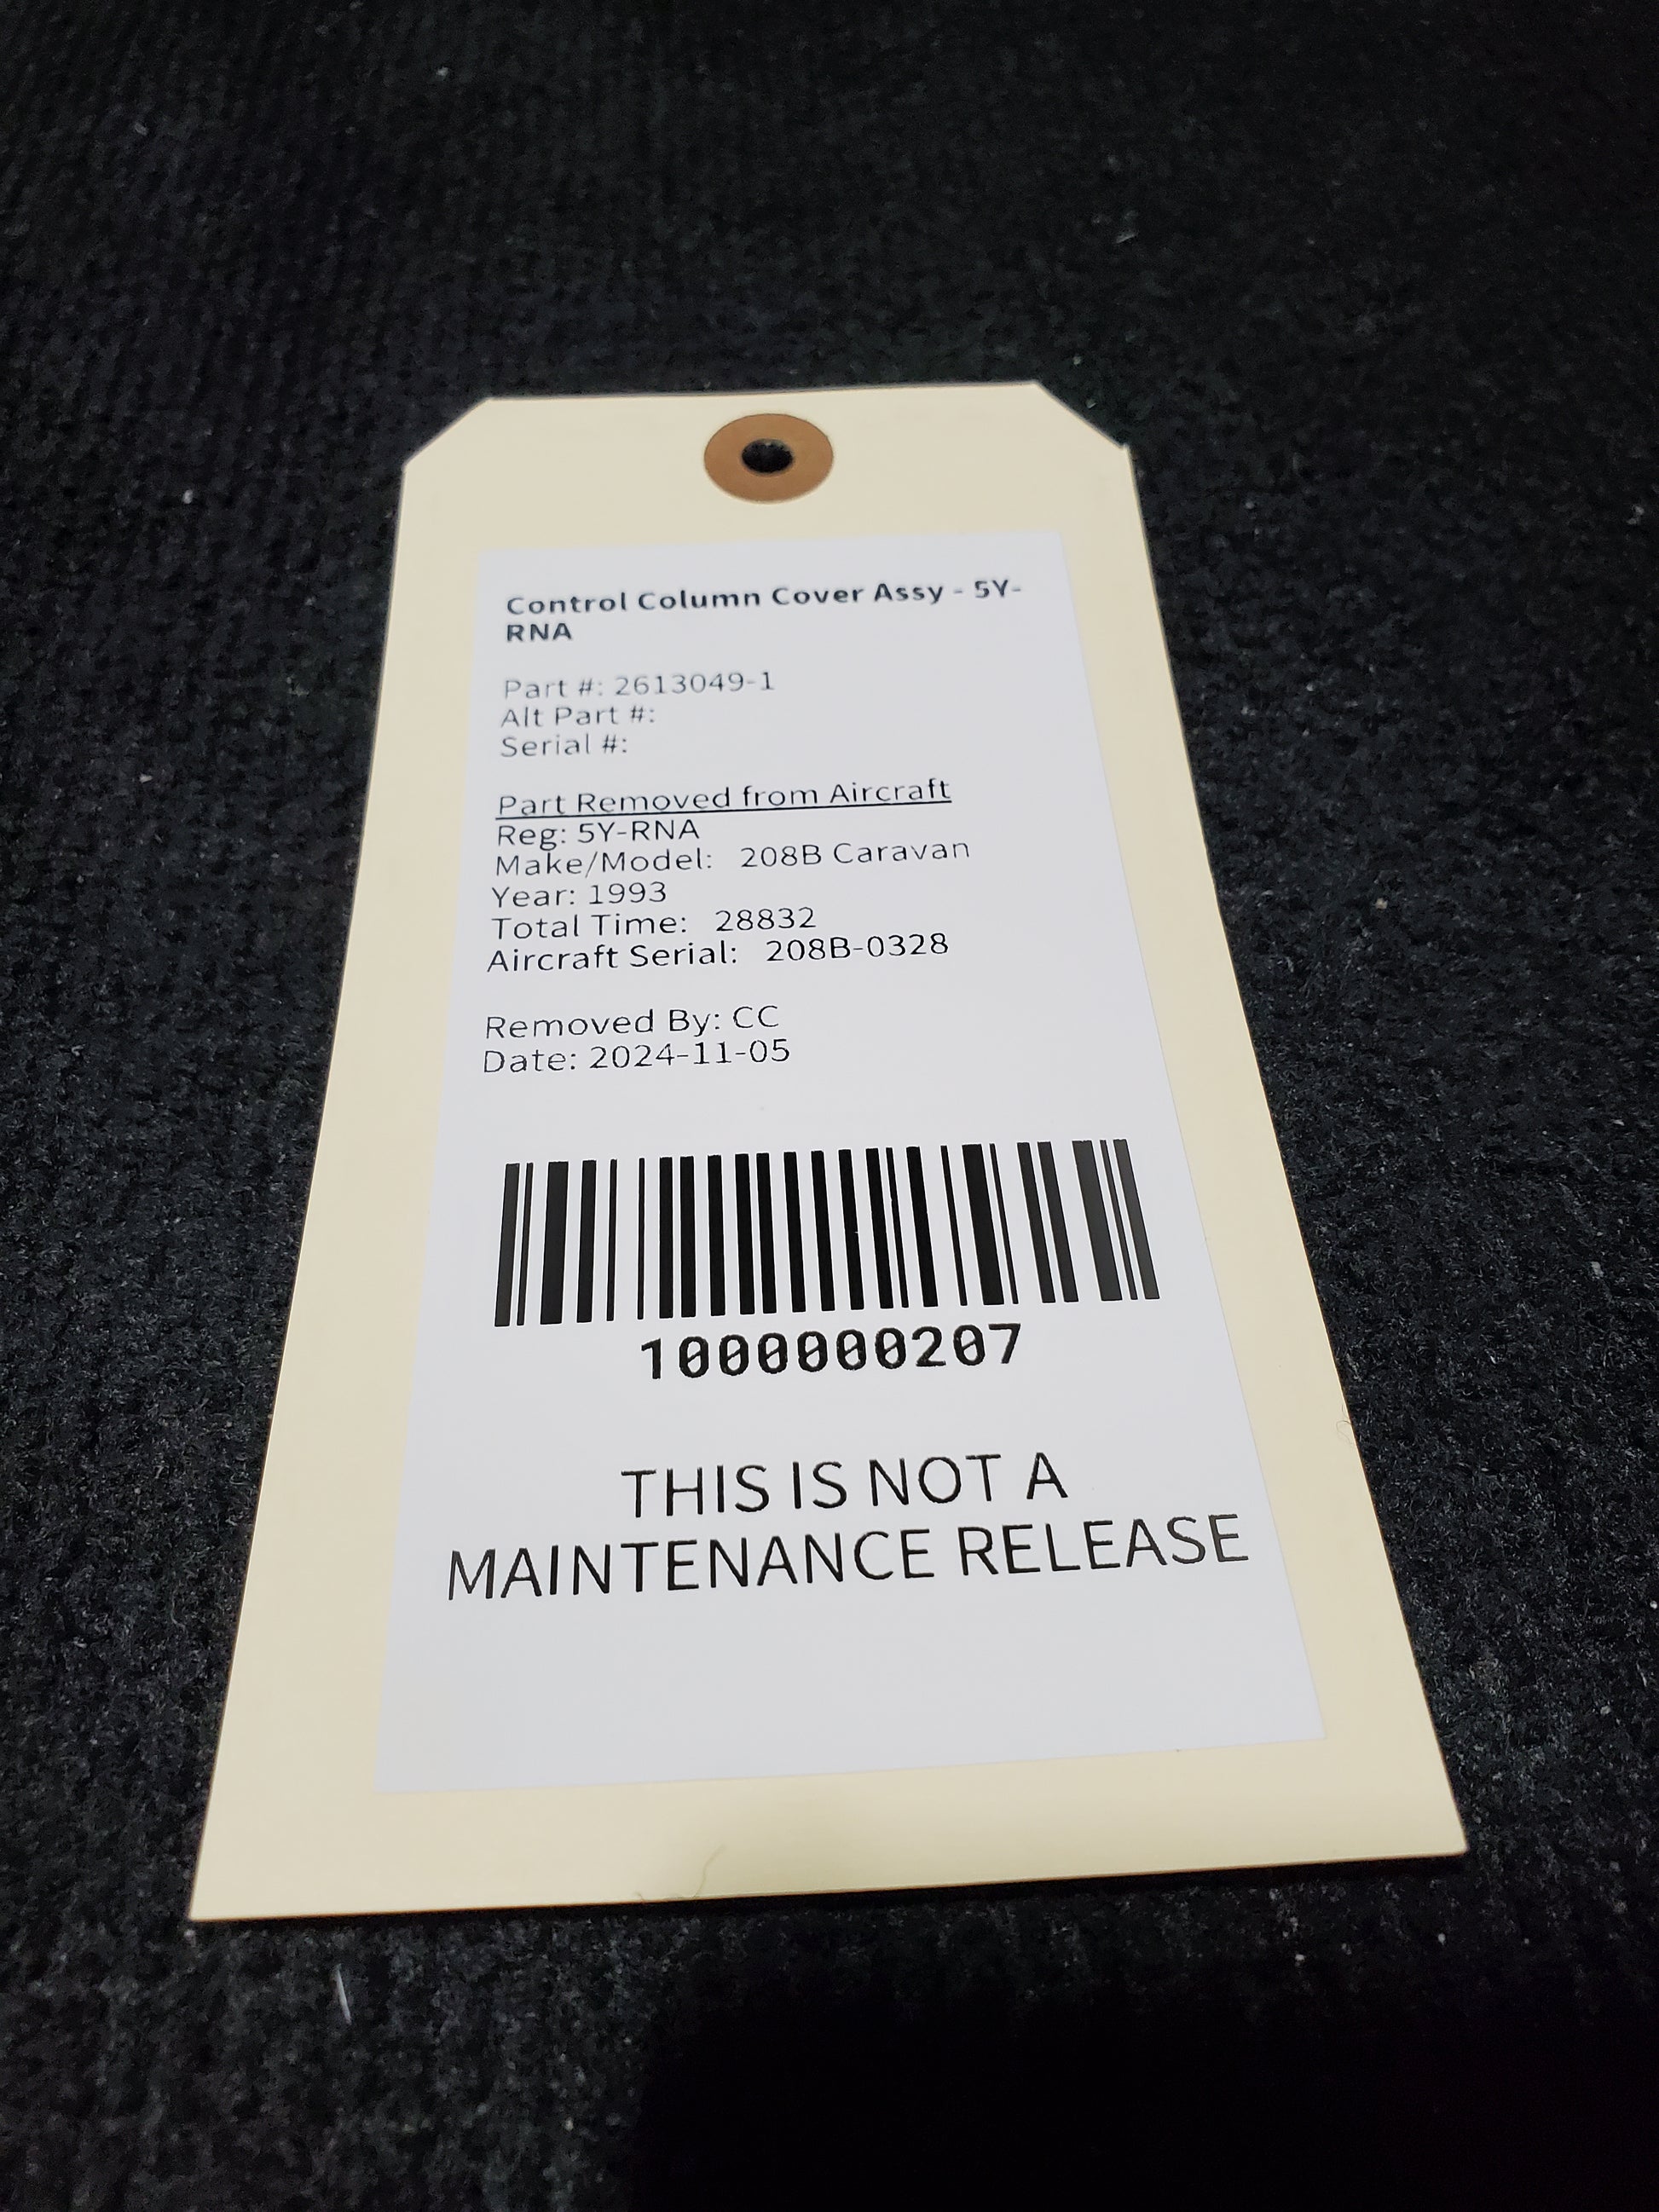 Control Column Cover Assy - 5Y-
RNA
Part #: 2613049-1
Alt Part #:
Serial #:
Part Removed from Aircraft
Reg: 5Y-RNA
Make/Model: 208B Caravan
Year: 1993
Total Time: 28832
Aircraft Serial: 208B-0328
Removed By: CC
Date: 2024-11-05
1000000207
THIS IS NOT A
MAINTENANCE RELEASE